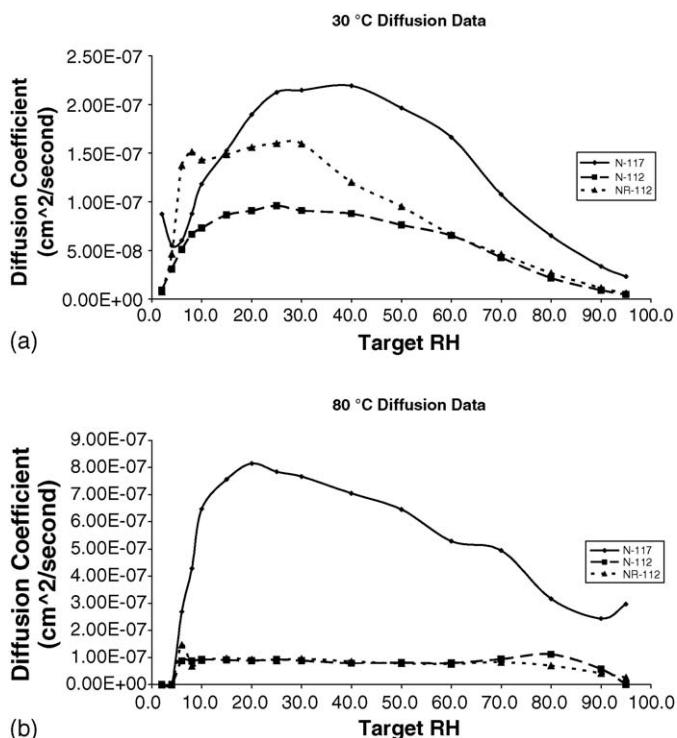 30 °C Diffusion Data
Diffusion Coefficient
(cm^2/second)
2.50E-07
2.00E-07
1.50E-07
1.00E-07
5.00E-08
0.00E+00
0.0 10.0 20.0 30.0 40.0 50.0 60.0 70.0 80.0 90.0 100.0
Target RH
N-117
N-112
NR-112
(a)
80 °C Diffusion Data
Diffusion Coefficient
(cm^2/second)
9.00E-07
8.00E-07
7.00E-07
6.00E-07
5.00E-07
4.00E-07
3.00E-07
2.00E-07
1.00E-07
0.00E+00
0.0 10.0 20.0 30.0 40.0 50.0 60.0 70.0 80.0 90.0 100.0
Target RH
N-117
N-112
NR-112
(b)